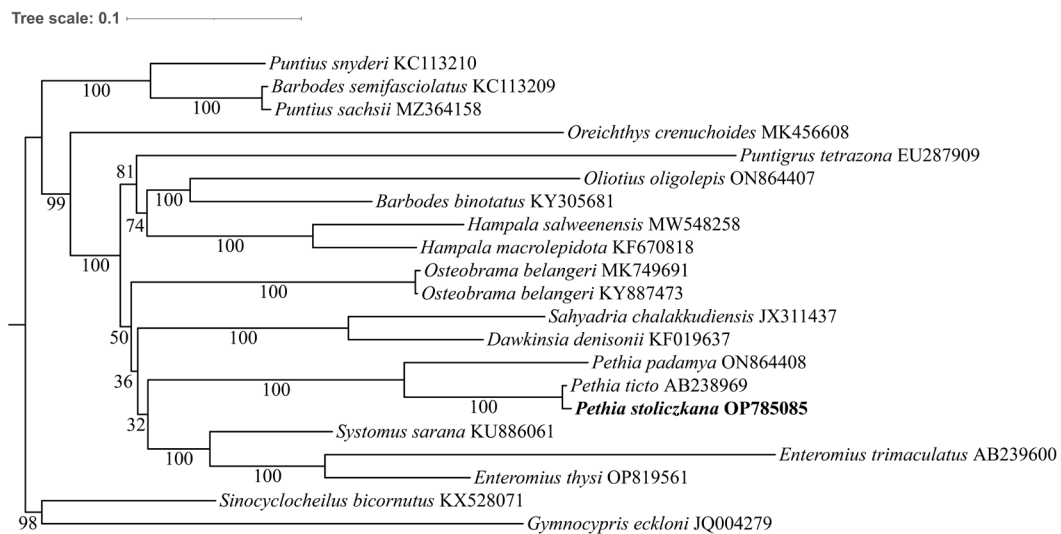 Tree scale: 0.1
Puntius snyderi KC113210
100
Barbodes semifasciolatus KC113209
100
Puntius sachsii MZ364158
Oreichthys crenuchoides MK456608
Puntigrus tetrazona EU287909
81
Oliotius oligolepis ON864407
100
Barbodes binotatus KY305681
99
74
Hampala salweenensis MW548258
100
Hampala macrolepidota KF670818
100
Osteobrama belangeri MK749691
100
Osteobrama belangeri KY887473
Sahyadria chalakkudiensis JX311437
50
100
Dawkinsia denisonii KF019637
Pethia padamya ON864408
36
100
Pethia ticto AB238969
100
Pethia stoliczkana OP785085
32
Systomus sarana KU886061
100
Enteromius trimaculatus AB239600
100
Enteromius thysi OP819561
Sinocyclocheilus bicornutus KX528071
98
Gymnocypris eckloni JQ004279